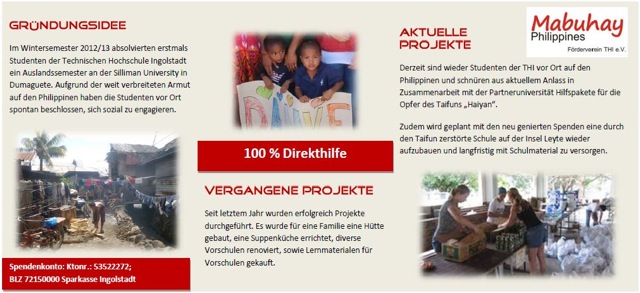 GRÜNDUNGSIDEE
Im Wintersemester 2012/13 absolvierten erstmals
Studenten der Technischen Hochschule Ingolstadt
ein Auslandssemester an der Silliman University in
Dumaguete. Aufgrund der weit verbreiteten Armut
auf den Philippinen haben die Studenten vor Ort
spontan beschlossen, sich sozial zu engagieren.
Spendenkonto: Ktonr.: 53522272;
BLZ 72150000 Sparkasse Ingolstadt
DANKE
100 % Direkthilfe
VERGANGENE PROJEKTE
Seit letztem Jahr wurden erfolgreich Projekte
durchgeführt. Es wurde für eine Familie eine Hütte
gebaut, eine Suppenküche errichtet, diverse
Vorschulen renoviert, sowie Lernmaterialen für
Vorschulen gekauft.
AKTUELLE
PROJEKTE
Mabuhay
Philippines
Förderverein THI e.V.
Derzeit sind wieder Studenten der THI vor Ort auf den
Philippinen und schnüren aus aktuellem Anlass in
Zusammenarbeit mit der Partneruniversität Hilfspakete für die
Opfer des Taifuns „Haiyan“.
Zudem wird geplant mit den neu genierten Spenden eine durch
den Taifun zerstörte Schule auf der Insel Leyte wieder
aufzubauen und langfristig mit Schulmaterial zu versorgen.